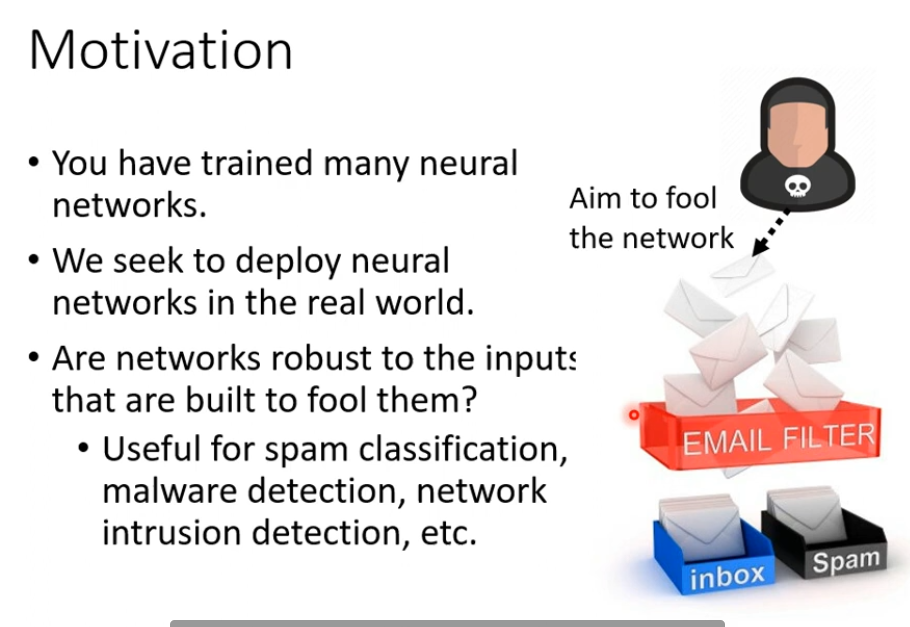 Motivation
• You have trained many neural
networks.
• We seek to deploy neural
networks in the real world.
• Are networks robust to the inputs
that are built to fool them?
• Useful for spam classification,
malware detection, network
intrusion detection, etc.
Aim to fool
the network
EMAIL FILTER
inbox
Spam